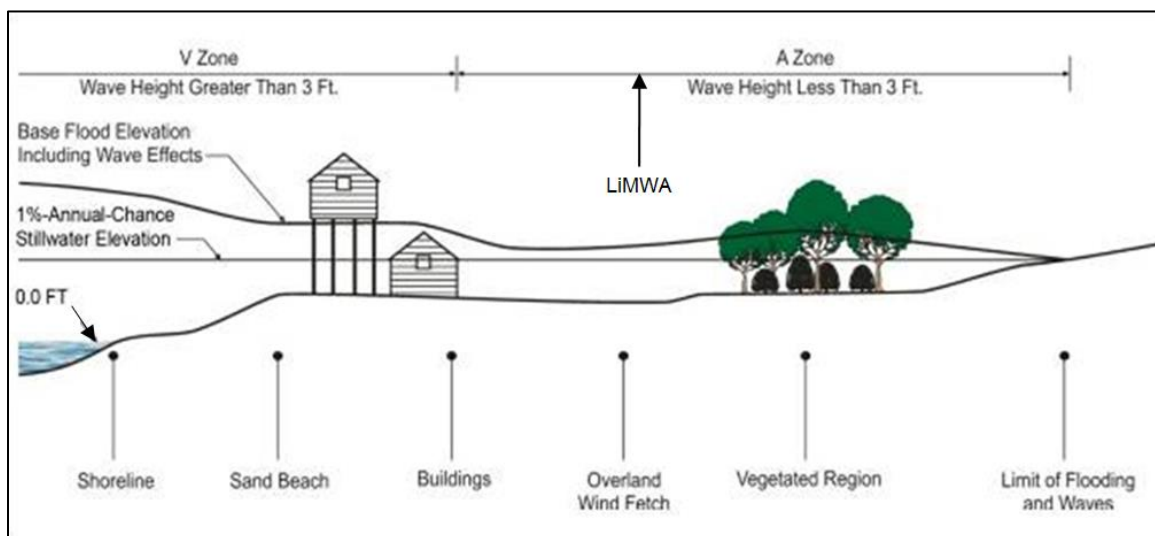 V Zone
Wave Height Greater Than 3 Ft.
A Zone
Wave Height Less Than 3 Ft.
LiMWA
Base Flood Elevation
Including Wave Effects
1%-Annual-Chance
Stillwater Elevation
0.0 FT
Shoreline
Sand Beach
Buildings
Overland
Wind Fetch
Vegetated Region
Limit of Flooding
and Waves